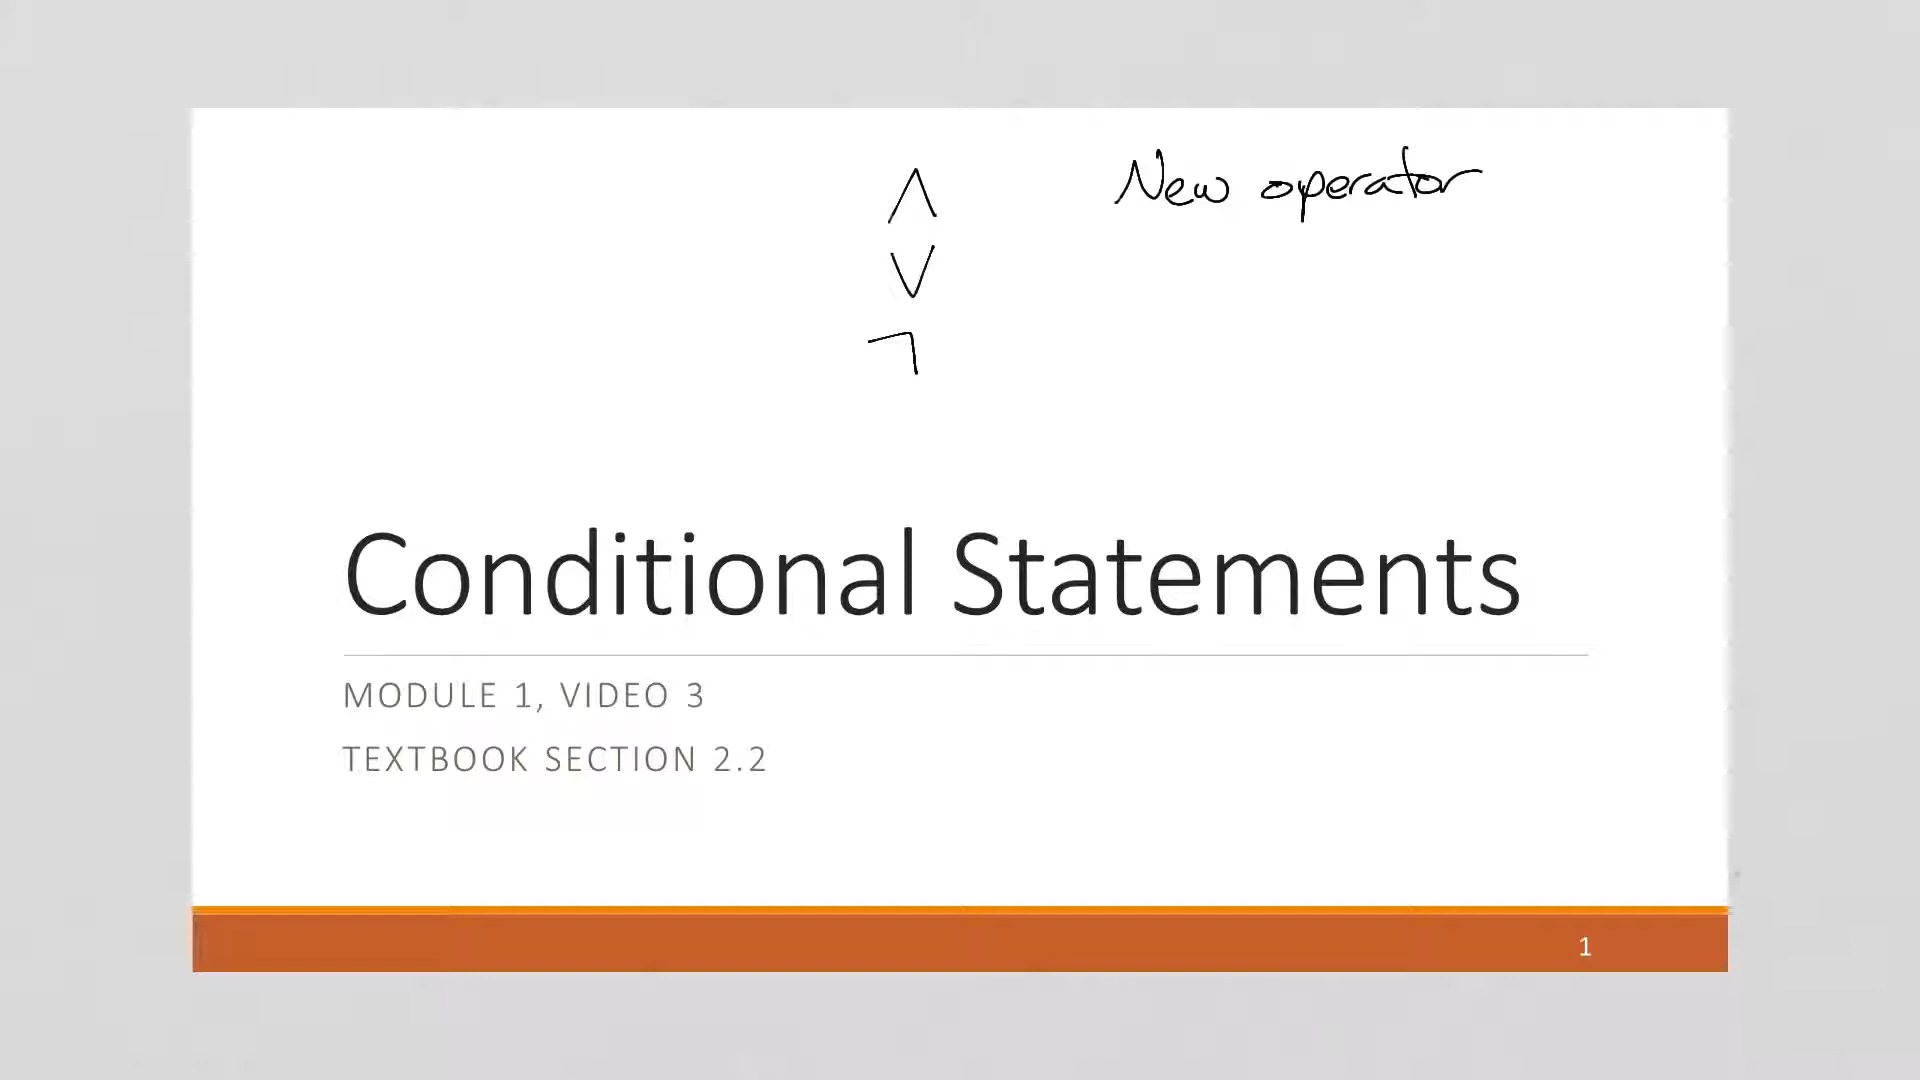 ∧ New operator
∨
¬
Conditional Statements
MODULE 1, VIDEO 3
TEXTBOOK SECTION 2.2
1